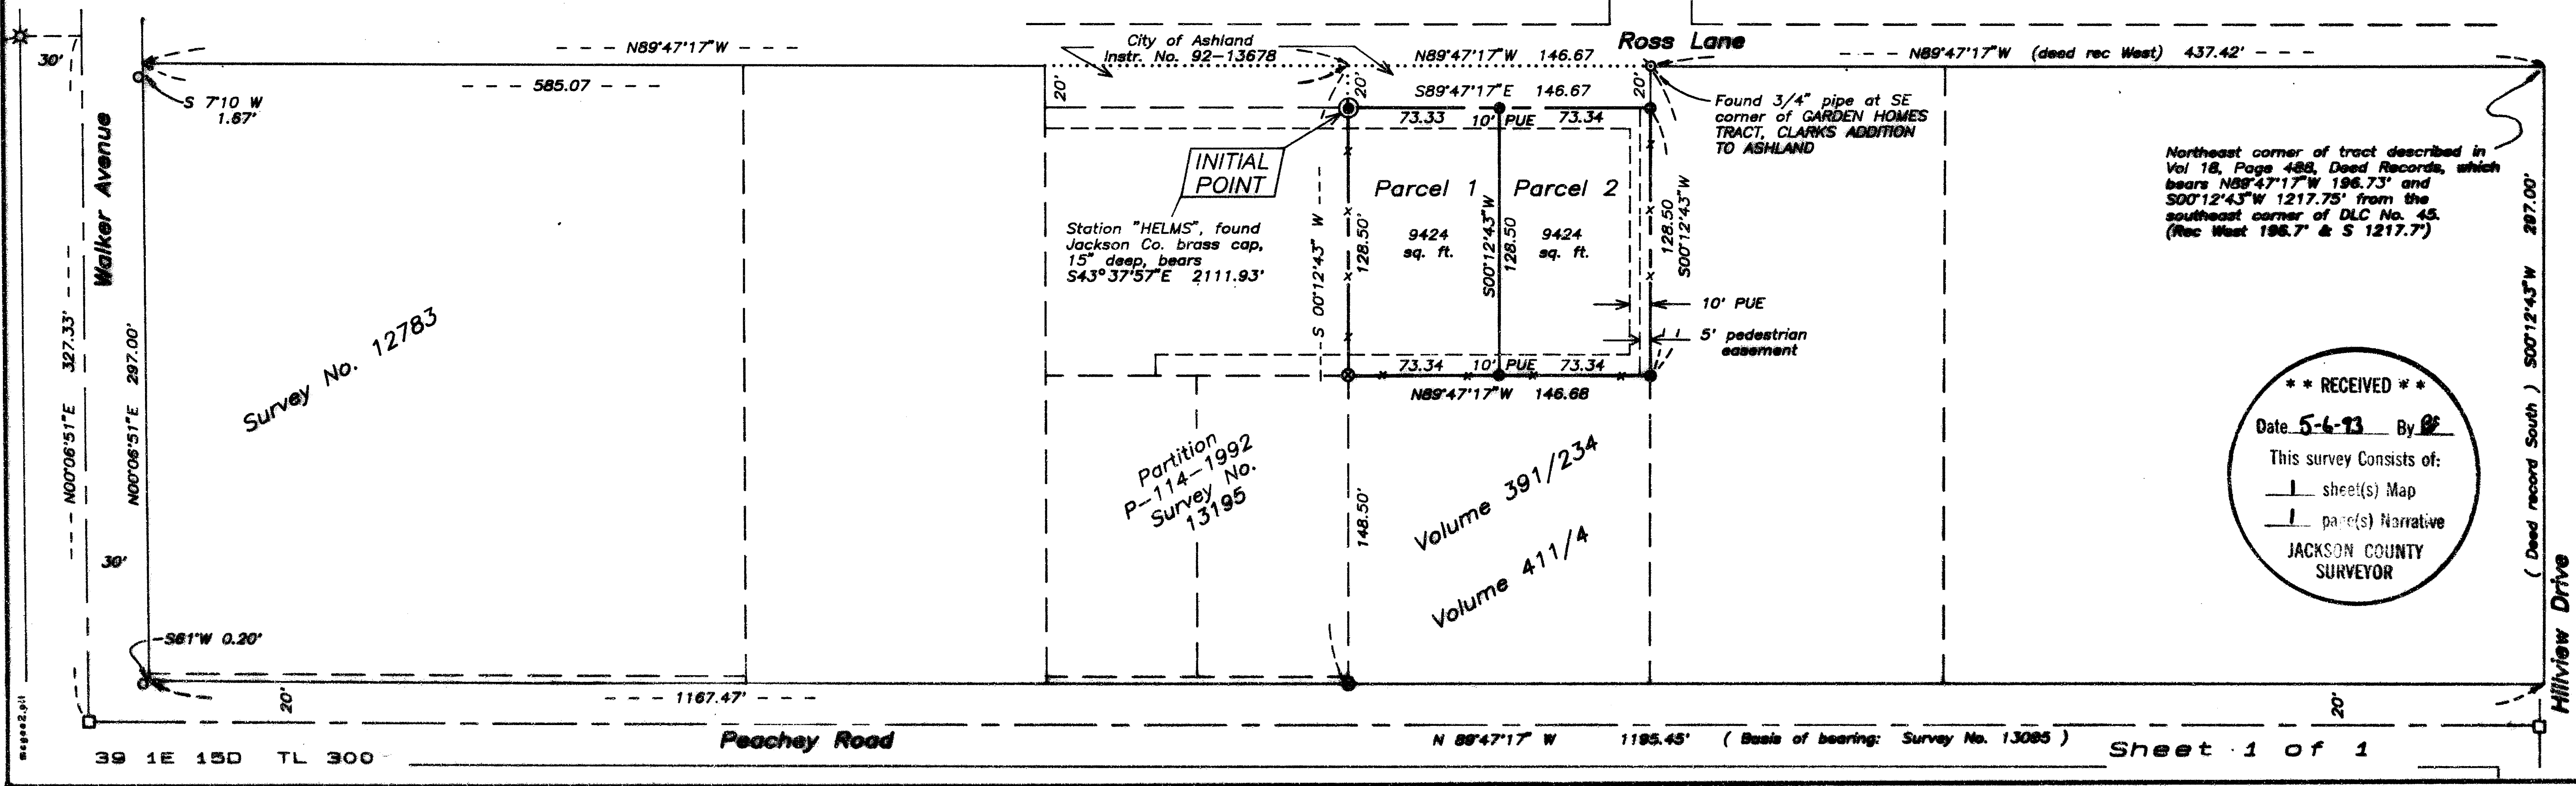 30'
N89°47'17"W
585.07
S 7°10 W
1.67'
Walker Avenue
N00°06'51"E 327.33'
N00°06'51"E 297.00'
Survey No. 12783
30'
S61°W 0.20'
20'
1167.47'
City of Ashland
Instr. No. 92-13678
20'
20'
N89°47'17"W 146.67
Ross Lane
20'
S89°47'17"E 146.67
73.33 10' PUE 73.34
INITIAL
POINT
Station "HELMS", found
Jackson Co. brass cap,
15" deep, bears
S43°37'57"E 2111.93'
S 00°12'43" W
128.50'
Parcel 1
9424
sq. ft.
S00°12'43"W
128.50
Parcel 2
9424
sq. ft.
128.50
S00°12'43"W
10' PUE
5' pedestrian
easement
73.34 10' PUE 73.34
N89°47'17"W 146.68
Partition
P-114-1992
Survey No.
13195
148.50'
Volume 391/234
Volume 411/4
N89°47'17"W (deed rec West) 437.42'
Found 3/4" pipe at SE
corner of GARDEN HOMES
TRACT, CLARKS ADDITION
TO ASHLAND
Northeast corner of tract described in
Vol 18, Page 488, Deed Records, which
bears N89°47'17"W 196.73' and
S00°12'43"W 1217.75' from the
southeast corner of DLC No. 45.
(Rec West 196.7' & S 1217.7')
( Deed record South ) S00°12'43"W 297.00'
* * RECEIVED * *
Date 5-6-93 By
This survey Consists of:
1 sheet(s) Map
1 page(s) Narrative
JACKSON COUNTY
SURVEYOR
Hillview Drive
20'
Peachey Road
N 89°47'17" W 1195.45' ( Basis of bearing: Survey No. 13085 )
39 1E 15D TL 300
Sheet 1 of 1